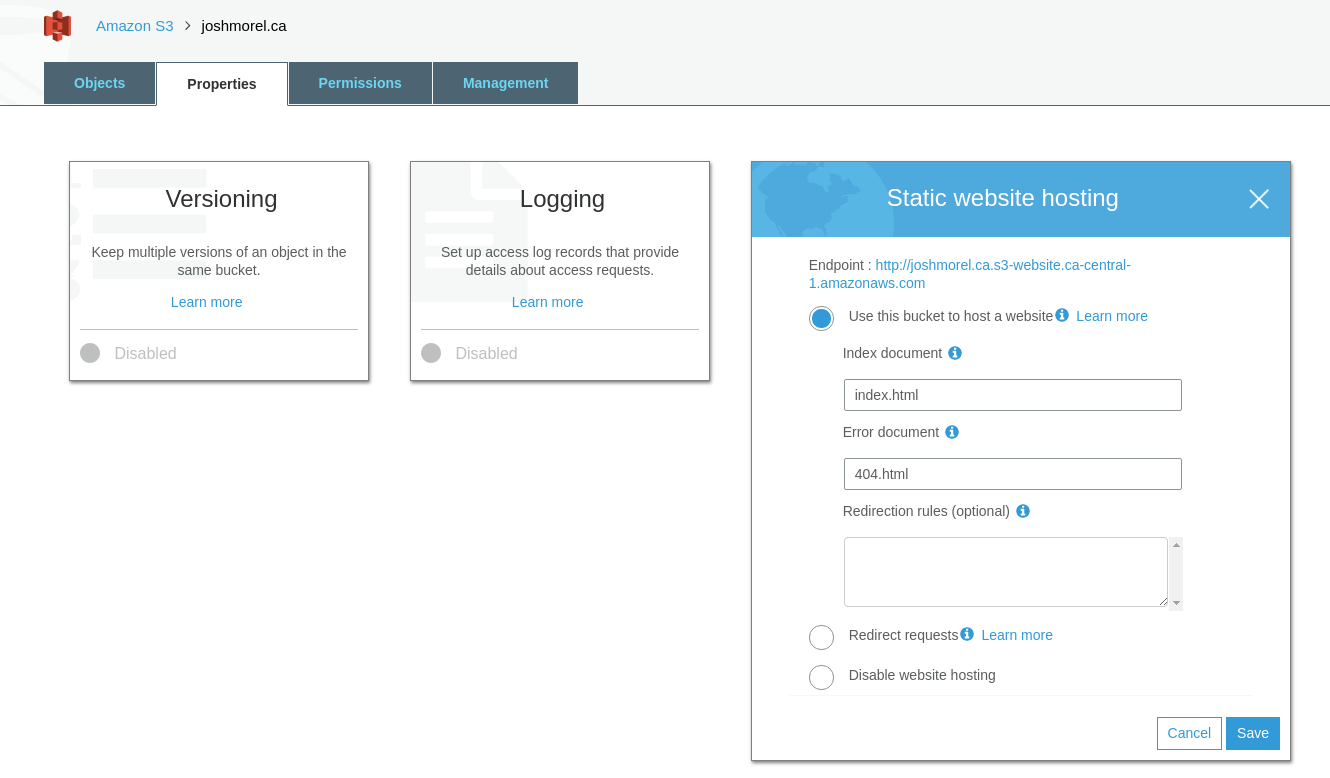 Amazon S3 > joshmorel.ca
Objects Properties Permissions Management
Versioning
Keep multiple versions of an object in the
same bucket.
Learn more
Disabled
Logging
Set up access log records that provide
details about access requests.
Learn more
Disabled
Static website hosting
Endpoint : http://joshmorel.ca.s3-website.ca-central-
1.amazonaws.com
Use this bucket to host a website Learn more
Index document
index.html
Error document
404.html
Redirection rules (optional)
Redirect requests Learn more
Disable website hosting
Cancel Save